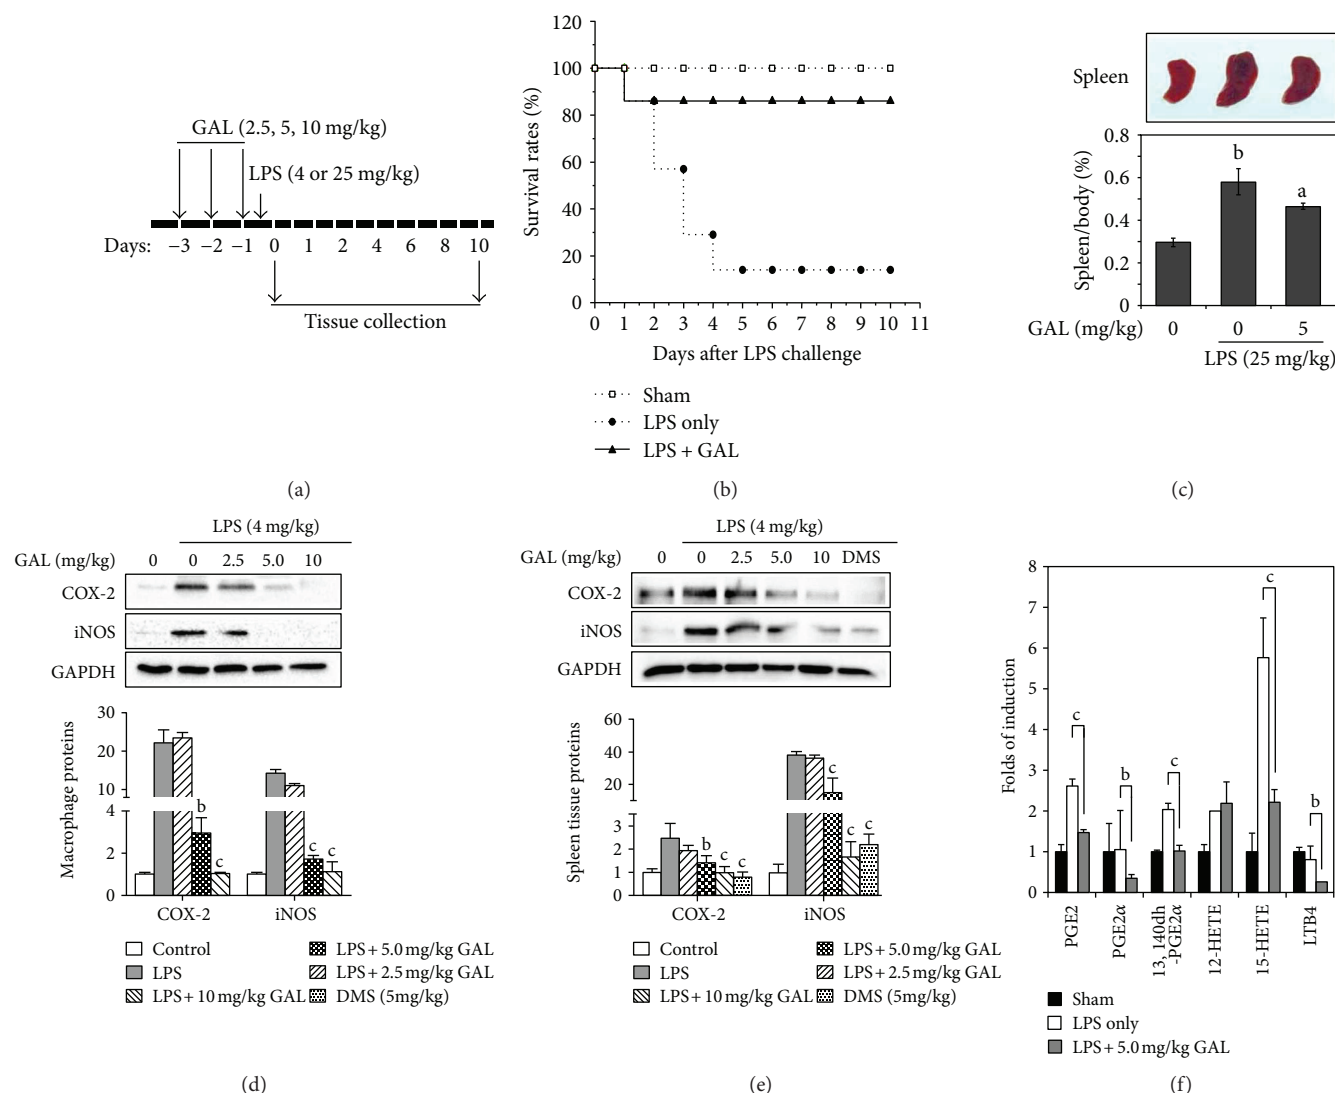 GAL (2.5, 5, 10 mg/kg)
LPS (4 or 25 mg/kg)
Days: −3 −2 −1 0 1 2 4 6 8 10
Tissue collection
(a)
Survival rates (%)
120
100
80
60
40
20
0
0 1 2 3 4 5 6 7 8 9 10 11
Days after LPS challenge
Sham
LPS only
LPS + GAL
(b)
Spleen
Spleen/body (%)
0.8
0.6
0.4
0.2
0
b
a
GAL (mg/kg) 0 0 5
LPS (25 mg/kg)
(c)
LPS (4 mg/kg)
GAL (mg/kg) 0 0 2.5 5.0 10
COX-2
iNOS
GAPDH
Macrophage proteins
30
20
10
4
2
0
b
c
c
c
COX-2 iNOS
Control
LPS
LPS+ 10 mg/kg GAL
LPS+ 5.0 mg/kg GAL
LPS+ 2.5 mg/kg GAL
DMS (5mg/kg)
(d)
LPS (4 mg/kg)
GAL (mg/kg) 0 0 2.5 5.0 10 DMS
COX-2
iNOS
GAPDH
Spleen tissue proteins
60
40
20
3
2
1
0
b
c
c
c
c
c
COX-2 iNOS
Control
LPS
LPS+ 10 mg/kg GAL
LPS+ 5.0 mg/kg GAL
LPS+ 2.5 mg/kg GAL
DMS (5mg/kg)
(e)
Folds of induction
8
7
6
5
4
3
2
1
0
c
b
c
c
b
PGE2
PGE2α
13, 140dh
-PGE2α
12-HETE
15-HETE
LTB4
Sham
LPS only
LPS+ 5.0 mg/kg GAL
(f)